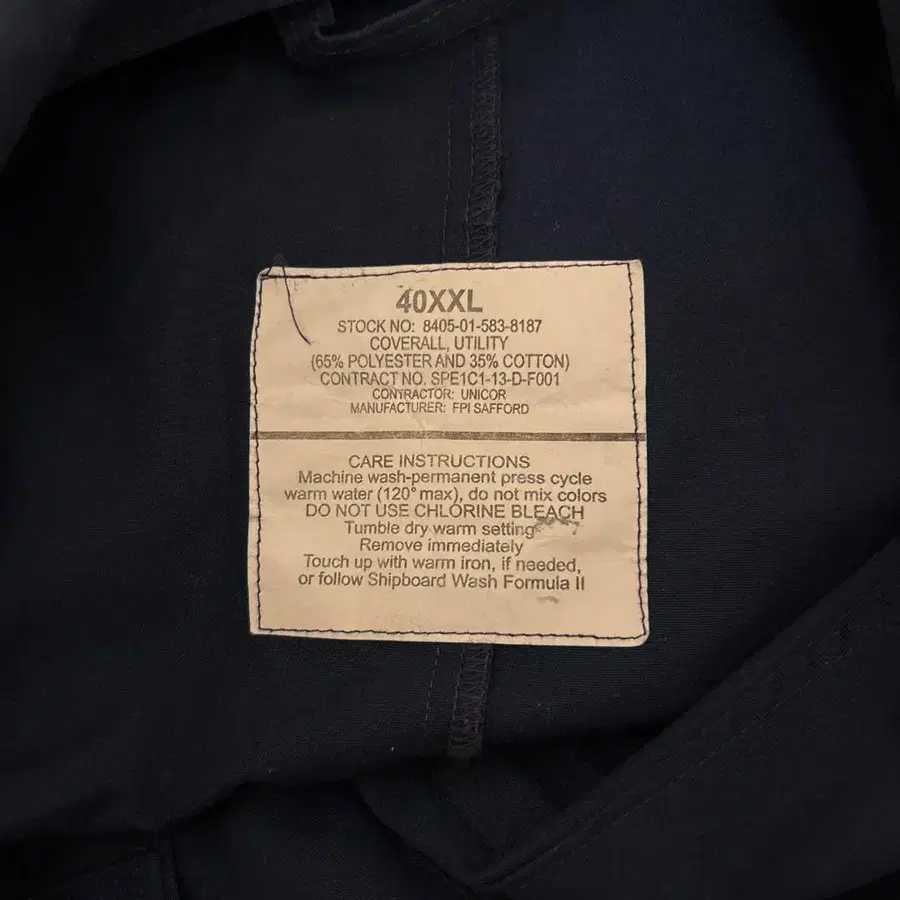 40XXL
STOCK NO: 8405-01-583-8187
COVERALL, UTILITY
(65% POLYESTER AND 35% COTTON)
CONTRACT NO. SPE1C1-13-D-F001
CONTRACTOR: UNICOR
MANUFACTURER: FPI SAFFORD
CARE INSTRUCTIONS
Machine wash-permanent press cycle
warm water (120° max), do not mix colors
DO NOT USE CHLORINE BLEACH
Tumble dry warm setting
Remove immediately
Touch up with warm iron, if needed,
or follow Shipboard Wash Formula II